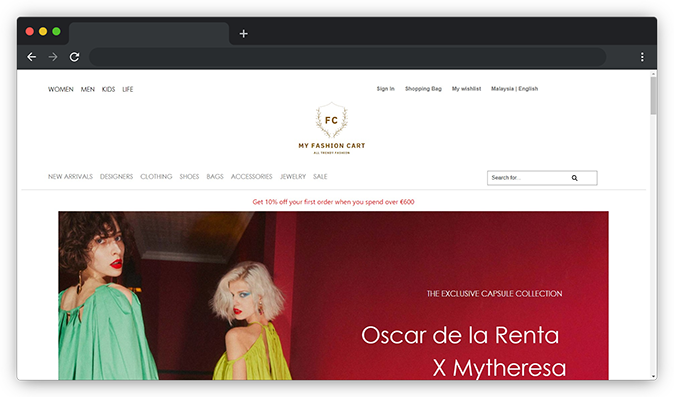 WOMEN MEN KIDS LIFE
Sign In Shopping Bag My wishlist Malaysia | English
FC
MY FASHION CART
ALL TRENDY FASHION
NEW ARRIVALS DESIGNERS CLOTHING SHOES BAGS ACCESSORIES JEWELRY SALE
Search for...
Get 10% off your first order when you spend over €600
THE EXCLUSIVE CAPSULE COLLECTION
Oscar de la Renta
X Mytheresa